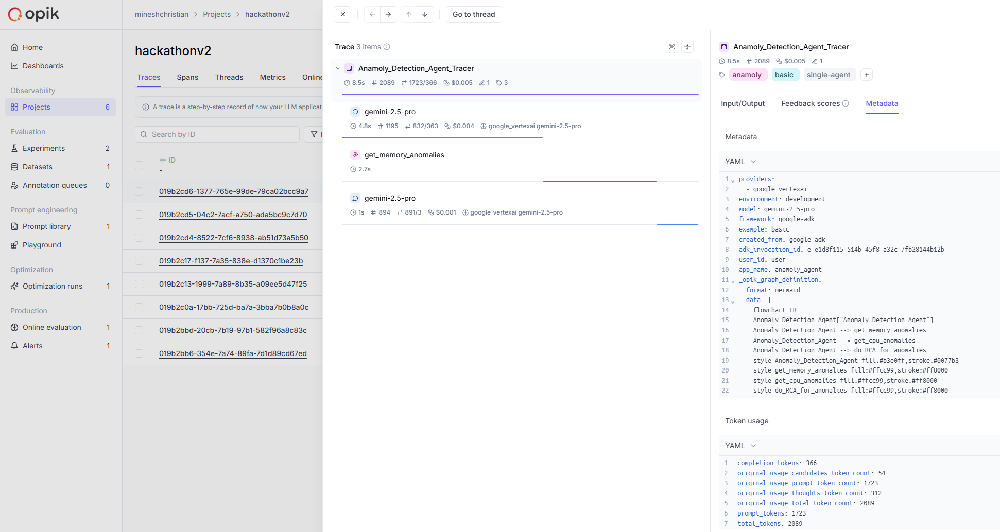 opik
Home
Dashboards
Observability
Projects 6
Evaluation
Experiments 2
Datasets 1
Annotation queues 0
Prompt engineering
Prompt library 1
Playground
Optimization
Optimization runs 1
Production
Online evaluation 1
Alerts 1
mineshchristian > Projects > hackathonv2
hackathonv2
Traces Spans Threads Metrics Online
A trace is a step-by-step record of how your LLM applicati
Search by ID
ID
-
019b2cd6-1377-765e-99de-79ca02bcc9a7
019b2cd5-04c2-7acf-a750-ada5bc9c7d70
019b2cd4-8522-7cf6-8938-ab51d73a5b50
019b2c17-f137-7a35-838e-d1370c1be23b
019b2c13-1999-7a89-8b35-a09ee5d47f25
019b2c0a-17bb-725d-ba7a-3bba7b0b8a0c
019b2bbd-20cb-7b19-97b1-582f96a8c83c
019b2bb6-354e-7a74-89fa-7d1d89cd67ed
Go to thread
Trace 3 items
Anamoly_Detection_Agent_Tracer
8.5s # 2089 1723/366 $0.005 1 3
gemini-2.5-pro
4.8s # 1195 832/363 $0.004 google_vertexai gemini-2.5-pro
get_memory_anomalies
2.7s
gemini-2.5-pro
1s # 894 891/3 $0.001 google_vertexai gemini-2.5-pro
Anamoly_Detection_Agent_Tracer
8.5s # 2089 $0.005 1
anamoly basic single-agent +
Input/Output Feedback scores Metadata
Metadata
YAML
1 providers:
2 - google_vertexai
3 environment: development
4 model: gemini-2.5-pro
5 framework: google-adk
6 example: basic
7 created_from: google-adk
8 adk_invocation_id: e-e1d8f115-514b-45f8-a32c-7fb28144b12b
9 user_id: user
10 app_name: anamoly_agent
11 _opik_graph_definition:
12 format: mermaid
13 data: |-
14 flowchart LR
15 Anomaly_Detection_Agent["Anomaly_Detection_Agent"]
16 Anomaly_Detection_Agent --> get_memory_anomalies
17 Anomaly_Detection_Agent --> get_cpu_anomalies
18 Anomaly_Detection_Agent --> do_RCA_for_anomalies
19 style Anomaly_Detection_Agent fill:#b3e0ff,stroke:#0077b3
20 style get_memory_anomalies fill:#ffcc99,stroke:#ff8000
21 style get_cpu_anomalies fill:#ffcc99,stroke:#ff8000
22 style do_RCA_for_anomalies fill:#ffcc99,stroke:#ff8000
Token usage
YAML
1 completion_tokens: 366
2 original_usage.candidates_token_count: 54
3 original_usage.prompt_token_count: 1723
4 original_usage.thoughts_token_count: 312
5 original_usage.total_token_count: 2089
6 prompt_tokens: 1723
7 total_tokens: 2089